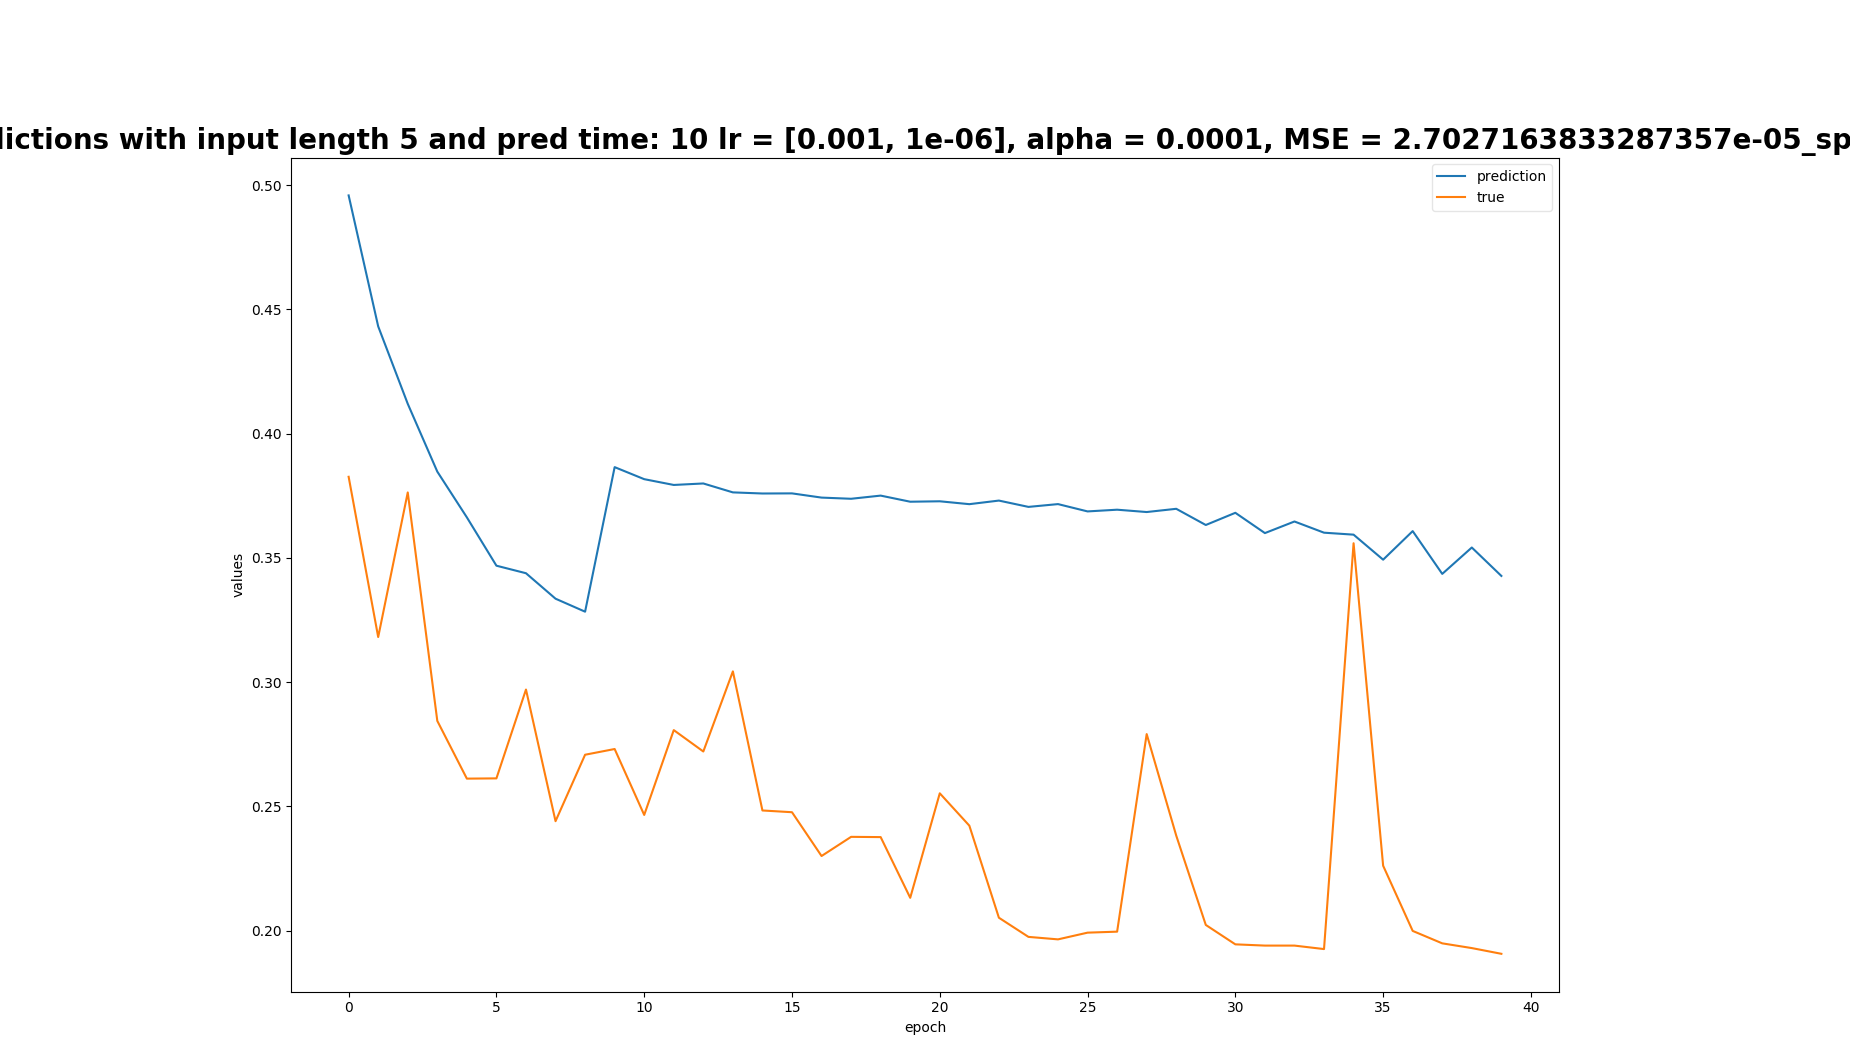 with input length 5 and pred time: 10 lr = [0.001, 1e-06], alpha = 0.0001, MSE = 2.7027163833287357e-05_sp
prediction
true
0.50
0.45
0.40
0.35
0.30
0.25
0.20
values
0 5 10 15 20 25 30 35 40
epoch